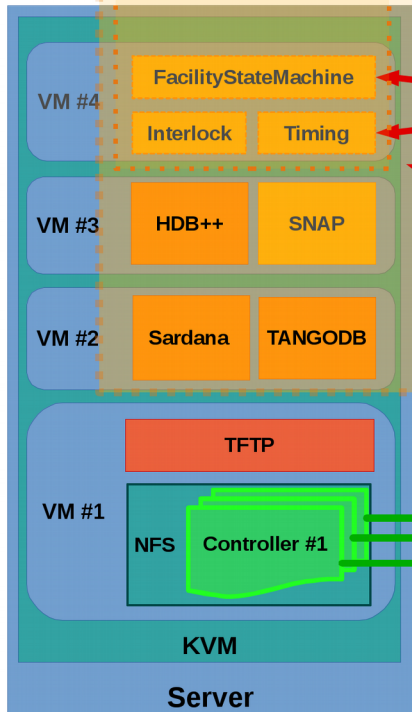 FacilityStateMachine
VM #4
Interlock
Timing
VM #3
HDB++
SNAP
VM #2
Sardana
TANGODB
TFTP
VM #1
NFS
Controller #1
KVM
Server